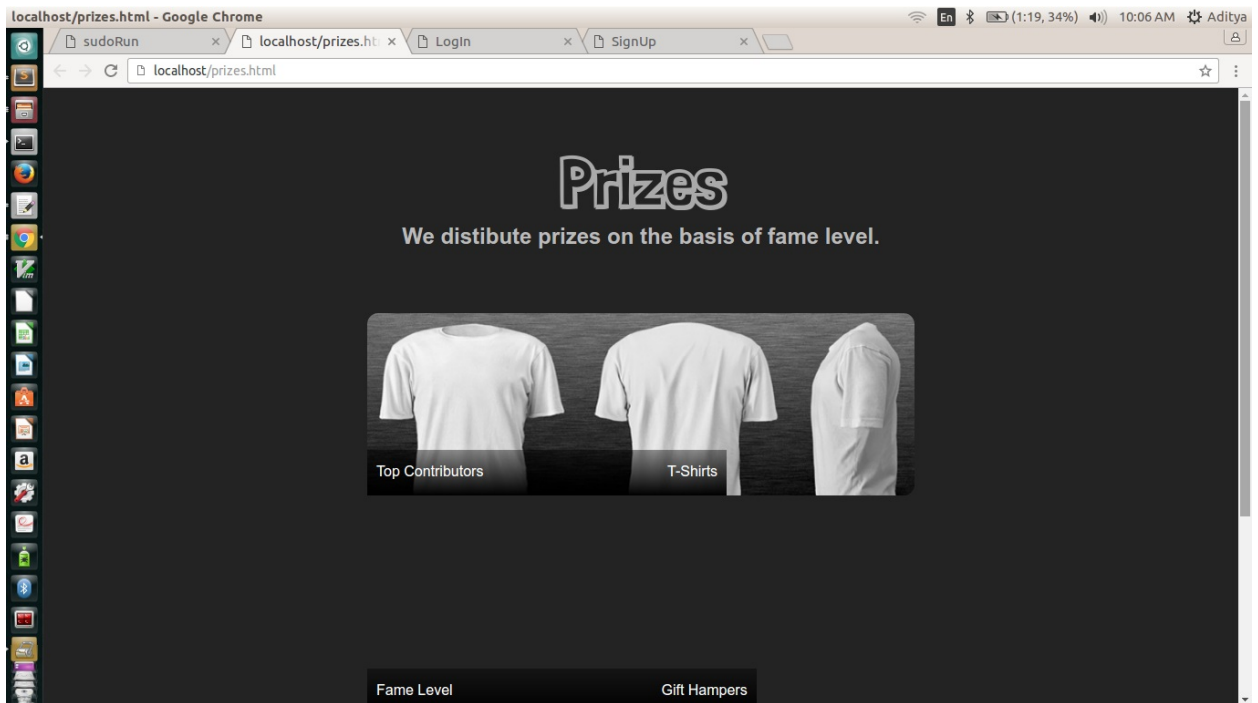 localhost/prizes.html - Google Chrome
En (1:19, 34%) 10:06 AM Aditya
sudoRun
localhost/prizes.ht
LogIn
SignUp
localhost/prizes.html
Prizes
We distibute prizes on the basis of fame level.
Top Contributors T-Shirts
Fame Level Gift Hampers